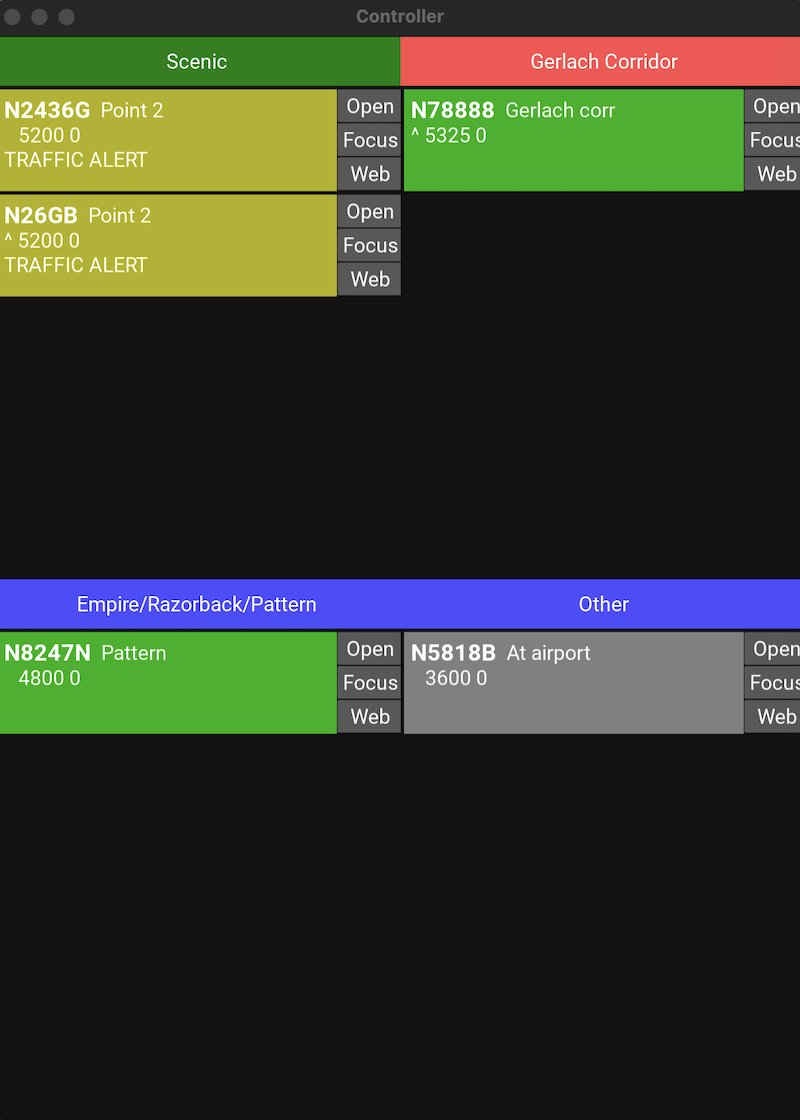 Controller
Scenic
Gerlach Corridor
N2436G Point 2
5200 0
TRAFFIC ALERT
Open
Focus
Web
N78888 Gerlach corr
^ 5325 0
Open
Focus
Web
N26GB Point 2
^ 5200 0
TRAFFIC ALERT
Open
Focus
Web
Empire/Razorback/Pattern
Other
N8247N Pattern
4800 0
Open
Focus
Web
N5818B At airport
3600 0
Open
Focus
Web